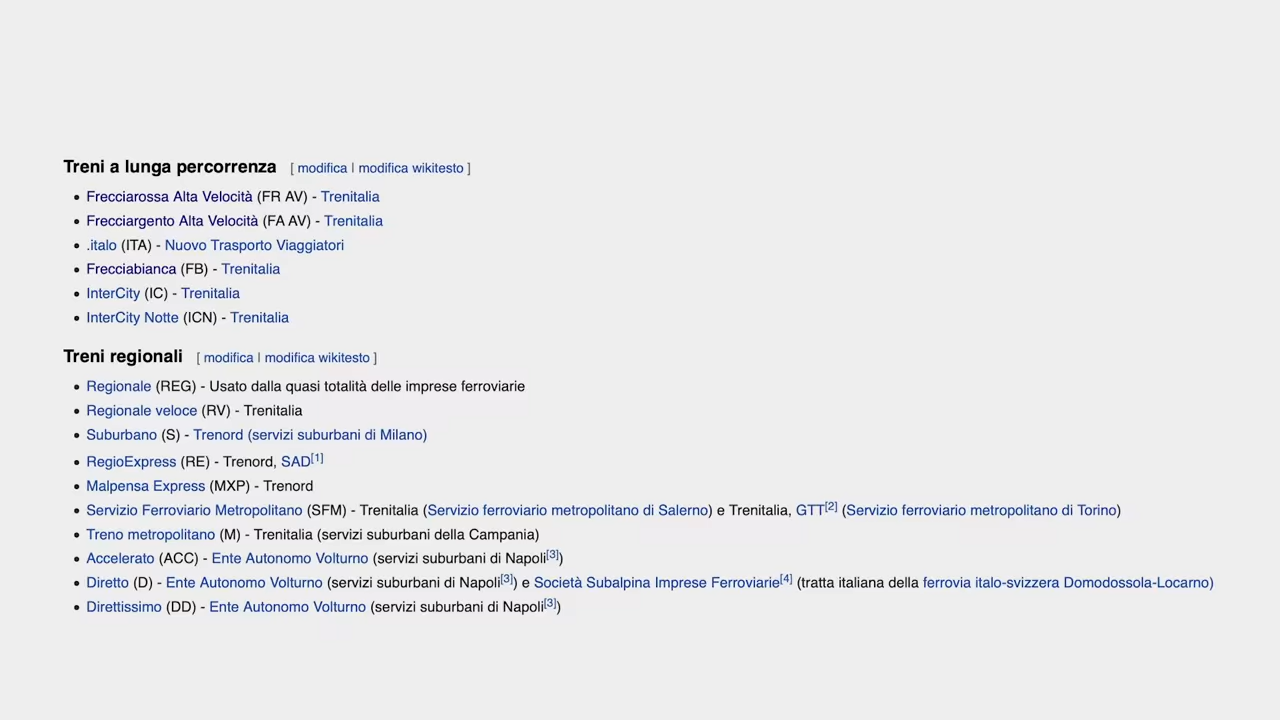 Treni a lunga percorrenza [ modifica | modifica wikitesto ]
• Frecciarossa Alta Velocità (FR AV) - Trenitalia
• Frecciargento Alta Velocità (FA AV) - Trenitalia
• .italo (ITA) - Nuovo Trasporto Viaggiatori
• Frecciabianca (FB) - Trenitalia
• InterCity (IC) - Trenitalia
• InterCity Notte (ICN) - Trenitalia
Treni regionali [ modifica | modifica wikitesto ]
• Regionale (REG) - Usato dalla quasi totalità delle imprese ferroviarie
• Regionale veloce (RV) - Trenitalia
• Suburbano (S) - Trenord (servizi suburbani di Milano)
• RegioExpress (RE) - Trenord, SAD[1]
• Malpensa Express (MXP) - Trenord
• Servizio Ferroviario Metropolitano (SFM) - Trenitalia (Servizio ferroviario metropolitano di Salerno) e Trenitalia, GTT[2] (Servizio ferroviario metropolitano di Torino)
• Treno metropolitano (M) - Trenitalia (servizi suburbani della Campania)
• Accelerato (ACC) - Ente Autonomo Volturno (servizi suburbani di Napoli[3])
• Diretto (D) - Ente Autonomo Volturno (servizi suburbani di Napoli[3]) e Società Subalpina Imprese Ferroviarie[4] (tratta italiana della ferrovia italo-svizzera Domodossola-Locarno)
• Direttissimo (DD) - Ente Autonomo Volturno (servizi suburbani di Napoli[3])